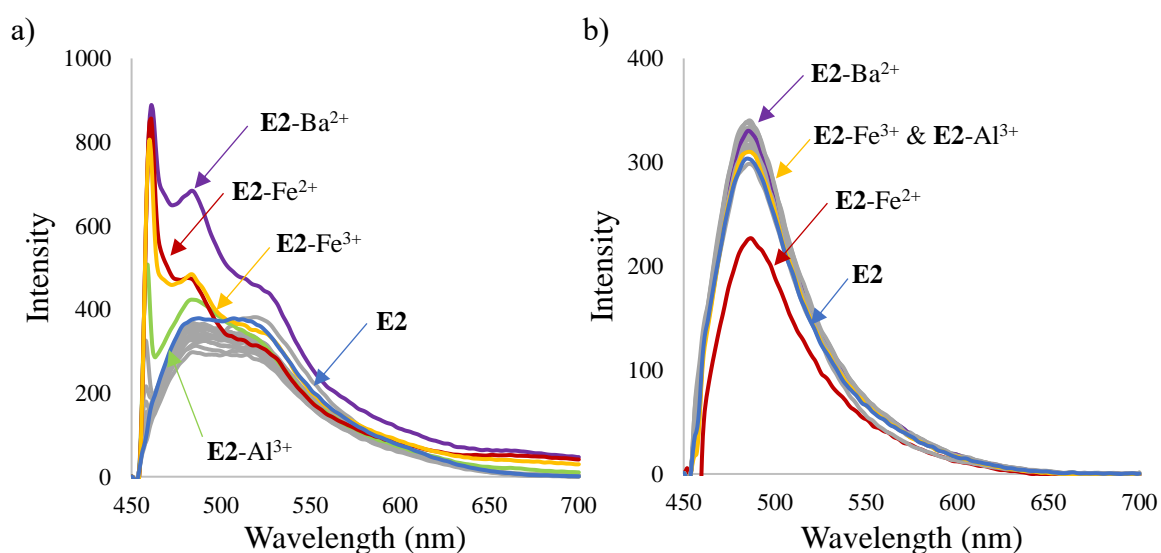 a)
1000
800
600
400
200
0
450 500 550 600 650 700
Intensity
Wavelength (nm)
E2-Ba²⁺
E2-Fe²⁺
E2-Fe³⁺
E2
E2-Al³⁺
b)
400
300
200
100
0
450 500 550 600 650 700
Intensity
Wavelength (nm)
E2-Ba²⁺
E2-Fe³⁺ & E2-Al³⁺
E2-Fe²⁺
E2